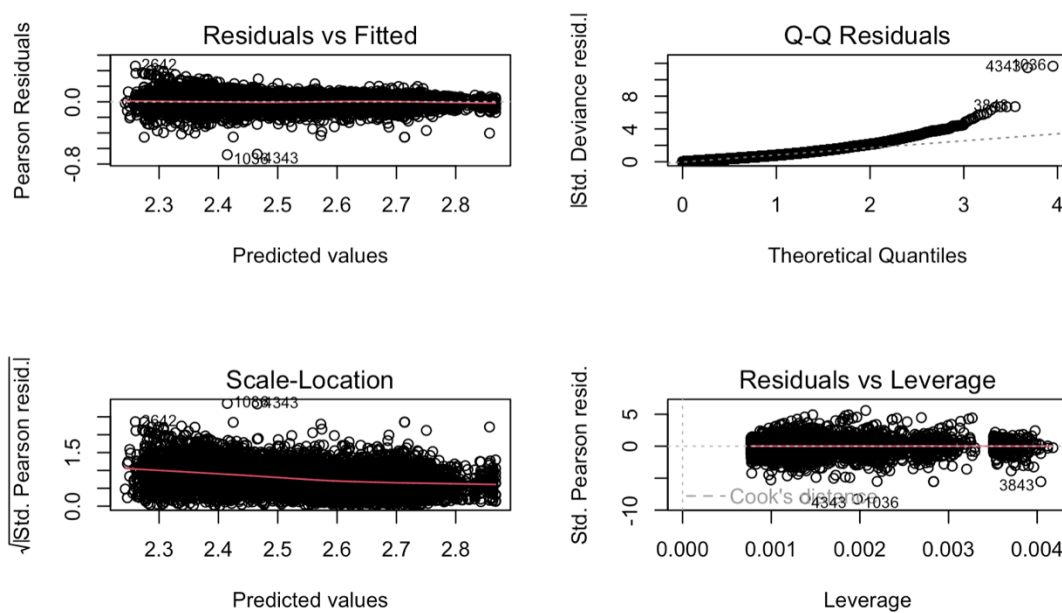 Residuals vs Fitted
Pearson Residuals
0.0
-0.8
2642
1036
4343
2.3 2.4 2.5 2.6 2.7 2.8
Predicted values
Q-Q Residuals
|Std. Deviance resid.|
8
4
0
4343
1036
3843
0 1 2 3 4
Theoretical Quantiles
Scale-Location
√|Std. Pearson resid.|
1.5
0.0
2642
1036
4343
2.3 2.4 2.5 2.6 2.7 2.8
Predicted values
Residuals vs Leverage
Std. Pearson resid.
5
0
-10
Cook's distance
4343
1036
3843
0.000 0.001 0.002 0.003 0.004
Leverage